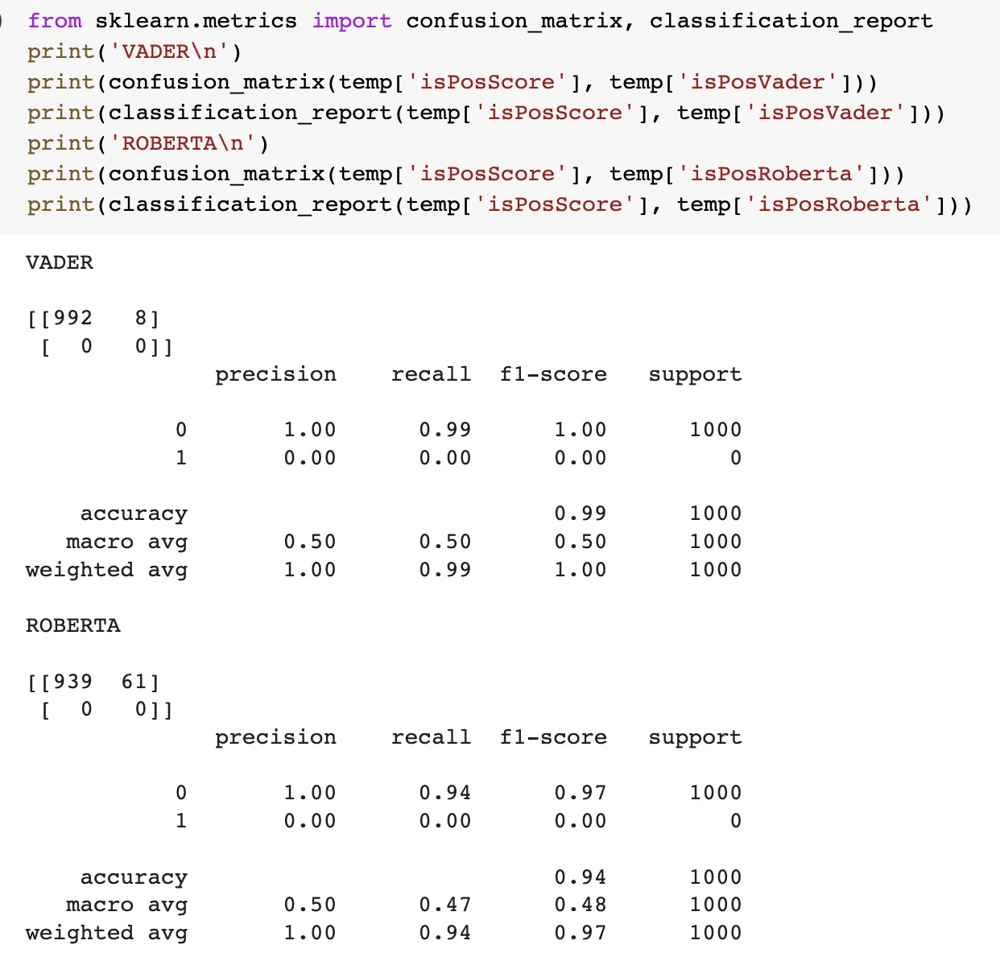 from sklearn.metrics import confusion_matrix, classification_report
print('VADER\n')
print(confusion_matrix(temp['isPosScore'], temp['isPosVader']))
print(classification_report(temp['isPosScore'], temp['isPosVader']))
print('ROBERTA\n')
print(confusion_matrix(temp['isPosScore'], temp['isPosRoberta']))
print(classification_report(temp['isPosScore'], temp['isPosRoberta']))
VADER
[[992   8]
 [  0   0]]
              precision    recall  f1-score   support
           0       1.00      0.99      1.00      1000
           1       0.00      0.00      0.00         0
    accuracy                           0.99      1000
   macro avg       0.50      0.50      0.50      1000
weighted avg       1.00      0.99      1.00      1000
ROBERTA
[[939  61]
 [  0   0]]
              precision    recall  f1-score   support
           0       1.00      0.94      0.97      1000
           1       0.00      0.00      0.00         0
    accuracy                           0.94      1000
   macro avg       0.50      0.47      0.48      1000
weighted avg       1.00      0.94      0.97      1000